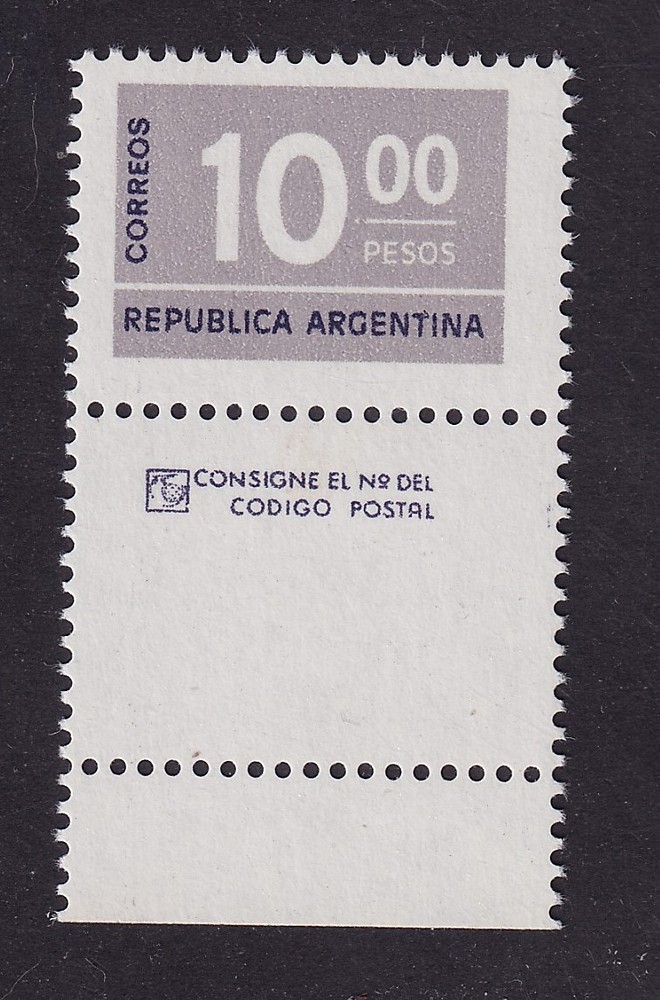 CORREOS
10 00
PESOS
REPUBLICA ARGENTINA
CONSIGNE EL Nº DEL
CODIGO POSTAL